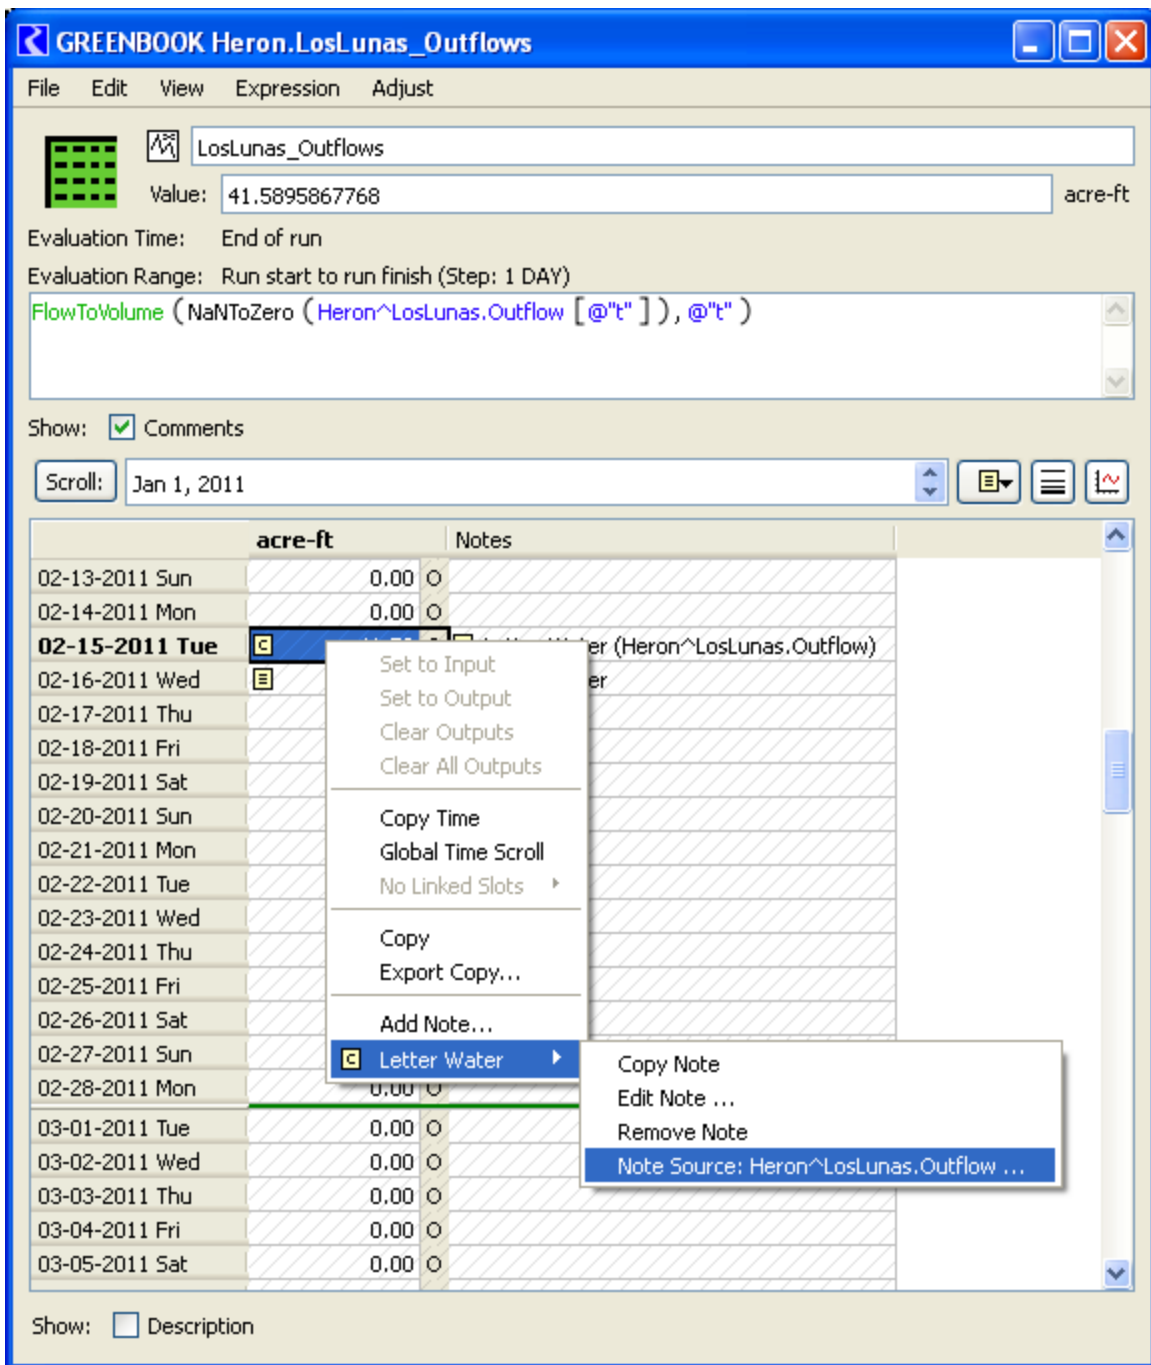 GREENBOOK Heron.LosLunas_Outflows
File Edit View Expression Adjust
LosLunas_Outflows
Value: 41.5895867768 acre-ft
Evaluation Time: End of run
Evaluation Range: Run start to run finish (Step: 1 DAY)
FlowToVolume ( NaNToZero ( Heron^LosLunas.Outflow [ @"t" ] ) , @"t" )
Show: Comments
Scroll: Jan 1, 2011
acre-ft Notes
02-13-2011 Sun 0.00 O
02-14-2011 Mon 0.00 O
02-15-2011 Tue C er (Heron^LosLunas.Outflow)
02-16-2011 Wed er
02-17-2011 Thu
02-18-2011 Fri
02-19-2011 Sat
02-20-2011 Sun
02-21-2011 Mon
02-22-2011 Tue
02-23-2011 Wed
02-24-2011 Thu
02-25-2011 Fri
02-26-2011 Sat
02-27-2011 Sun
02-28-2011 Mon 0.00 O
03-01-2011 Tue 0.00 O
03-02-2011 Wed 0.00 O
03-03-2011 Thu 0.00 O
03-04-2011 Fri 0.00 O
03-05-2011 Sat 0.00 O
Set to Input
Set to Output
Clear Outputs
Clear All Outputs
Copy Time
Global Time Scroll
No Linked Slots
Copy
Export Copy...
Add Note...
C Letter Water
Copy Note
Edit Note ...
Remove Note
Note Source: Heron^LosLunas.Outflow ...
Show: Description